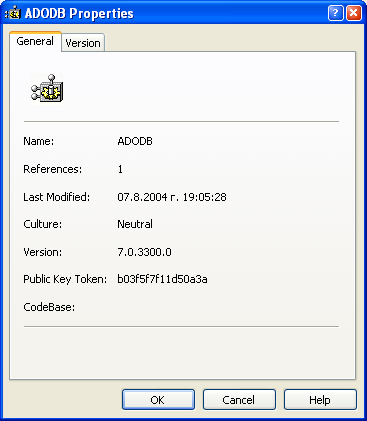 ADODB Properties
General Version
Name: ADODB
References: 1
Last Modified: 07.8.2004 г. 19:05:28
Culture: Neutral
Version: 7.0.3300.0
Public Key Token: b03f5f7f11d50a3a
CodeBase:
OK Cancel Help